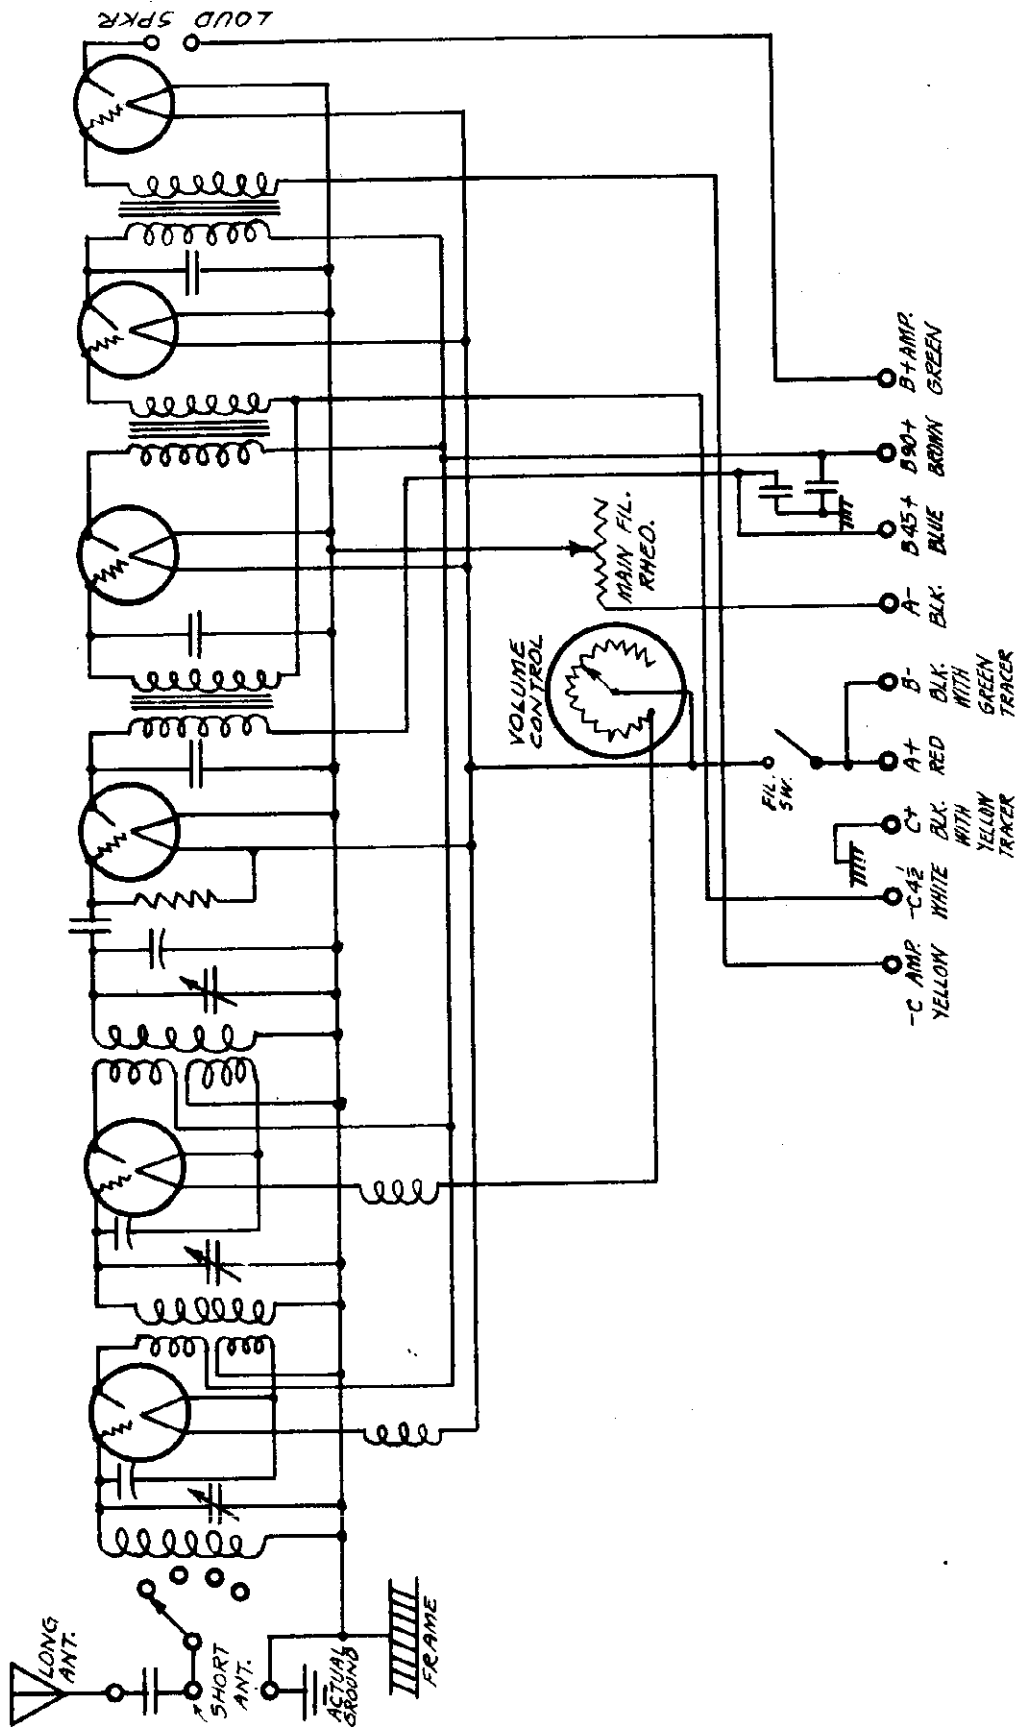 LOUD SPKR
LONG
ANT.
SHORT
ANT.
ACTUAL
GROUND
FRAME
VOLUME
CONTROL
MAIN FIL.
RHEO.
FIL.
SW.
-C AMP.
YELLOW
-C4½
WHITE
C+
BLK.
WITH
YELLOW
TRACER
A+
RED
B-
BLK.
WITH
GREEN
TRACER
A-
BLK.
B45+
BLUE
B90+
BROWN
B+AMP.
GREEN